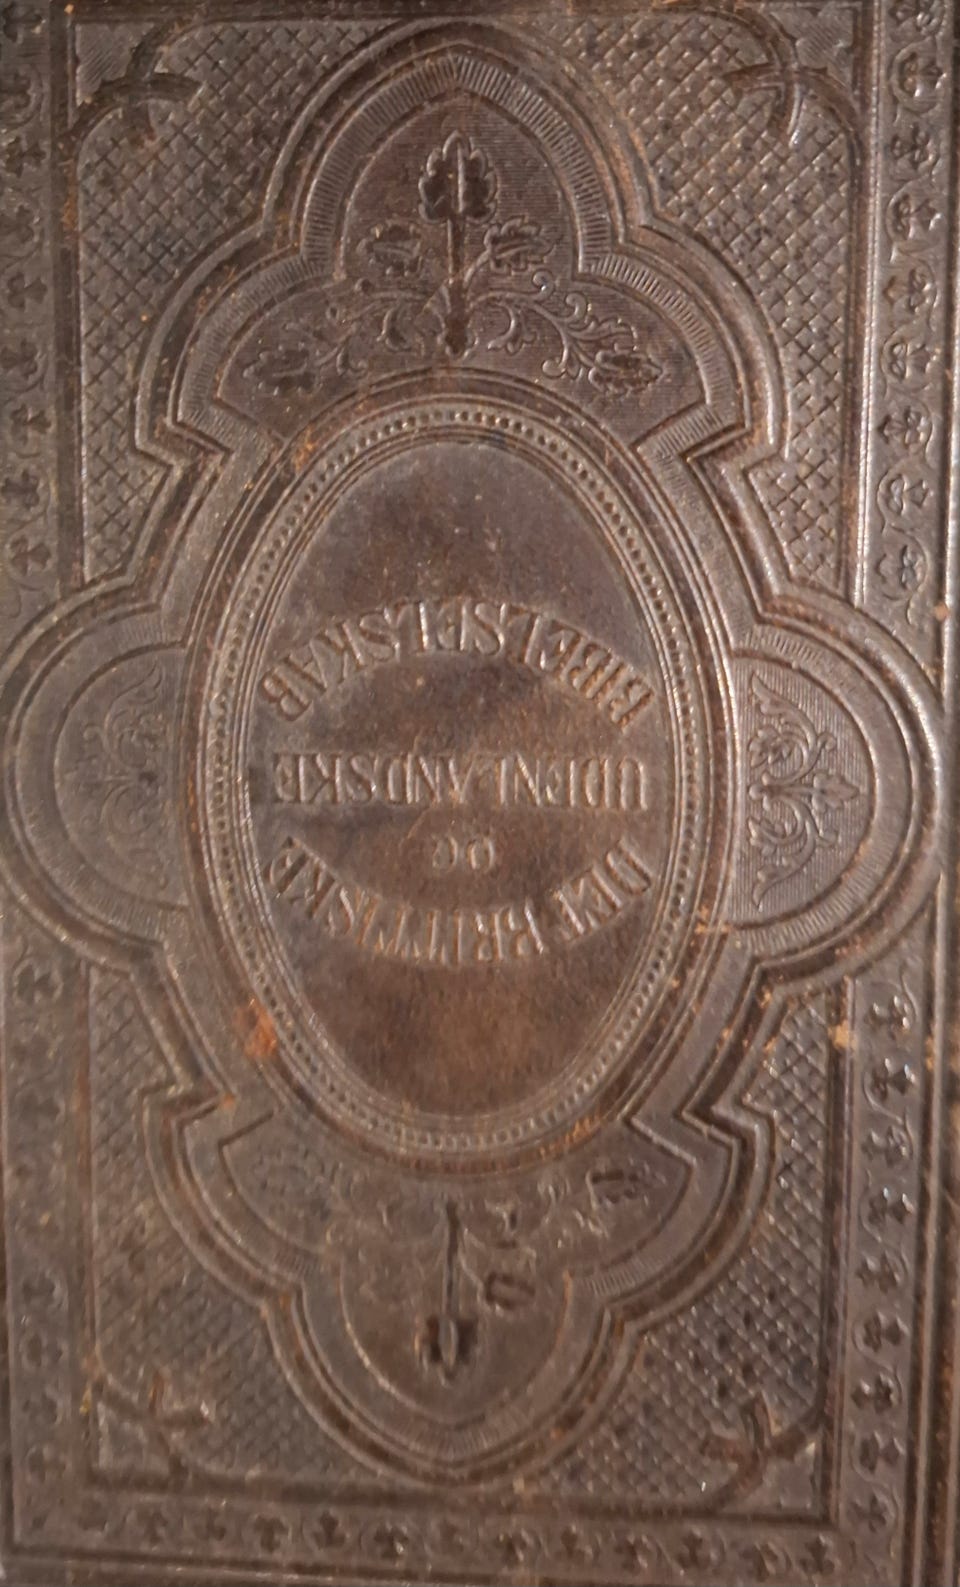 DET BRITTISKE
OG
UDENLANDSKE
BIBELSELSKAB